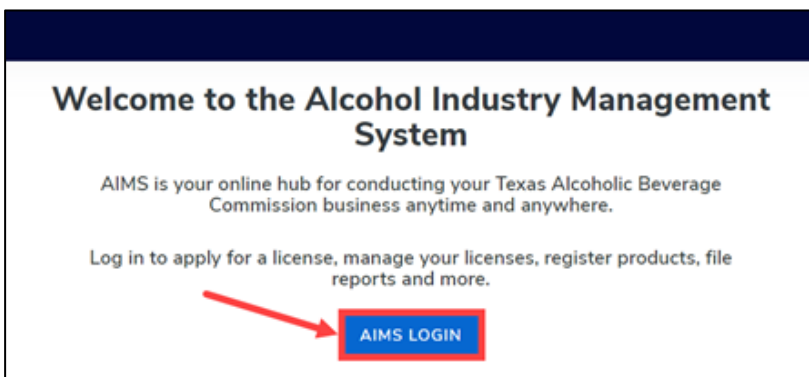 Welcome to the Alcohol Industry Management
System
AIMS is your online hub for conducting your Texas Alcoholic Beverage
Commission business anytime and anywhere.
Log in to apply for a license, manage your licenses, register products, file
reports and more.
AIMS LOGIN